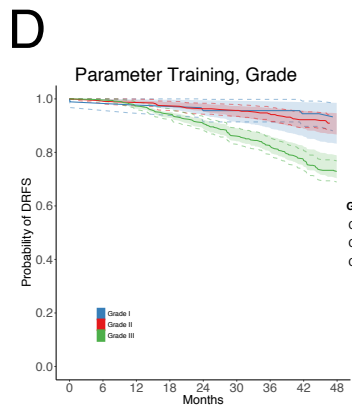 D
Parameter Training, Grade
Probability of DRFS
1.0
0.8
0.6
0.4
0.2
0.0
Grade I
Grade II
Grade III
0 6 12 18 24 30 36 42 48
Months
G